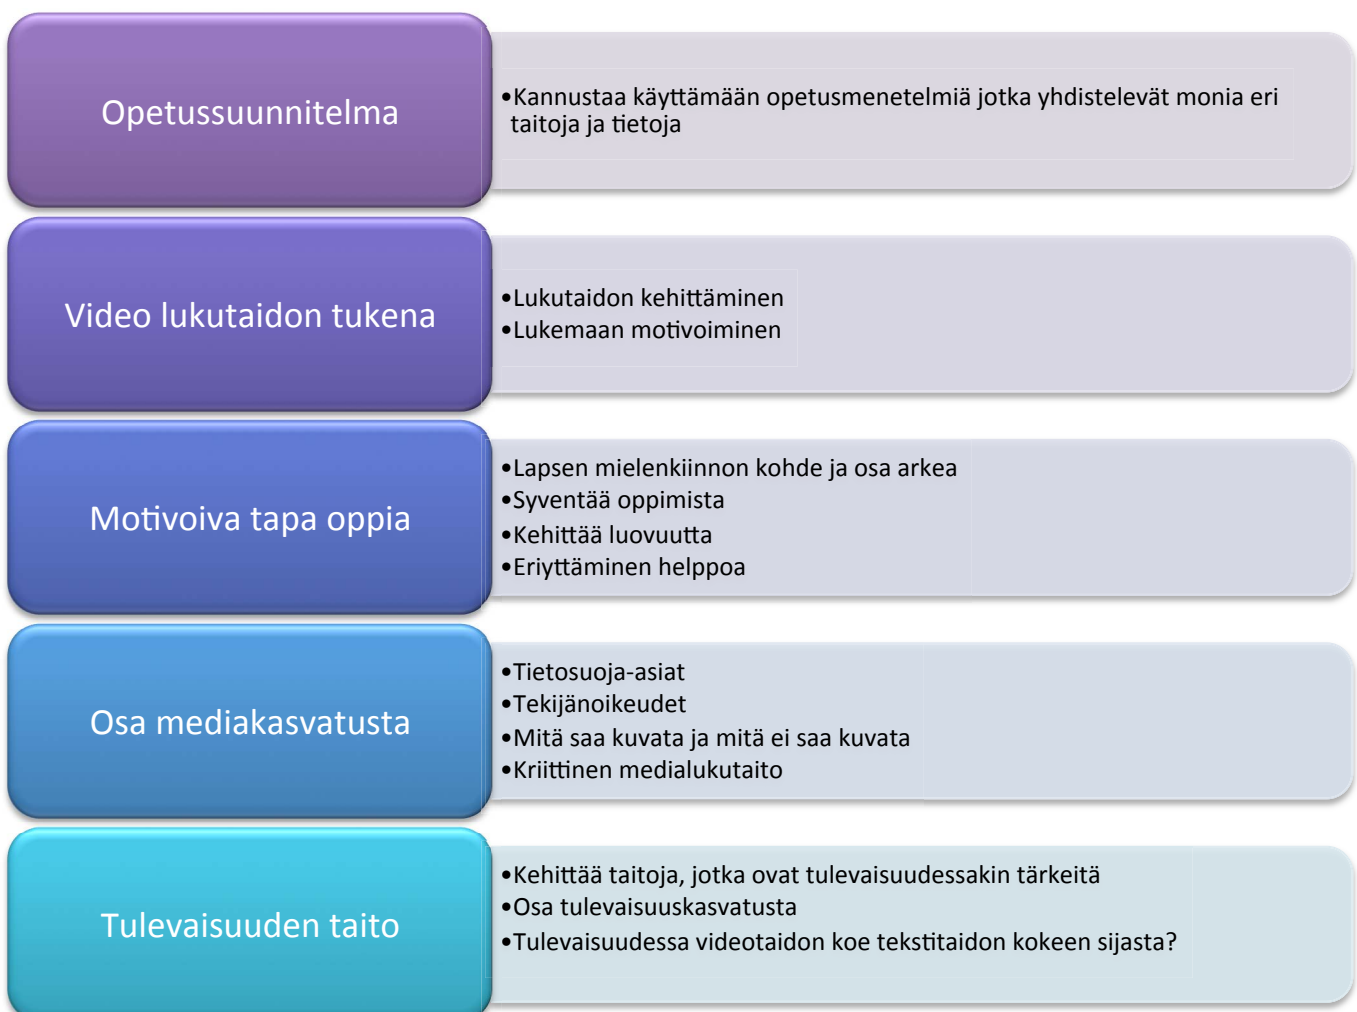 Opetussuunnitelma
•Kannustaa käyttämään opetusmenetelmiä jotka yhdistelevät monia eri
taitoja ja tietoja
Video lukutaidon tukena
•Lukutaidon kehittäminen
•Lukemaan motivoiminen
Motivoiva tapa oppia
•Lapsen mielenkiinnon kohde ja osa arkea
•Syventää oppimista
•Kehittää luovuutta
•Eriyttäminen helppoa
Osa mediakasvatusta
•Tietosuoja-asiat
•Tekijänoikeudet
•Mitä saa kuvata ja mitä ei saa kuvata
•Kriittinen medialukutaito
Tulevaisuuden taito
•Kehittää taitoja, jotka ovat tulevaisuudessakin tärkeitä
•Osa tulevaisuuskasvatusta
•Tulevaisuudessa videotaidon koe tekstitaidon kokeen sijasta?